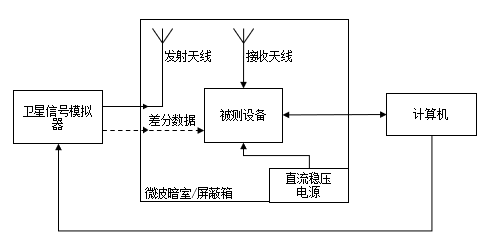 发射天线
接收天线
卫星信号模拟
器
差分数据
被测设备
计算机
直流稳压
电源
微波暗室/屏蔽箱